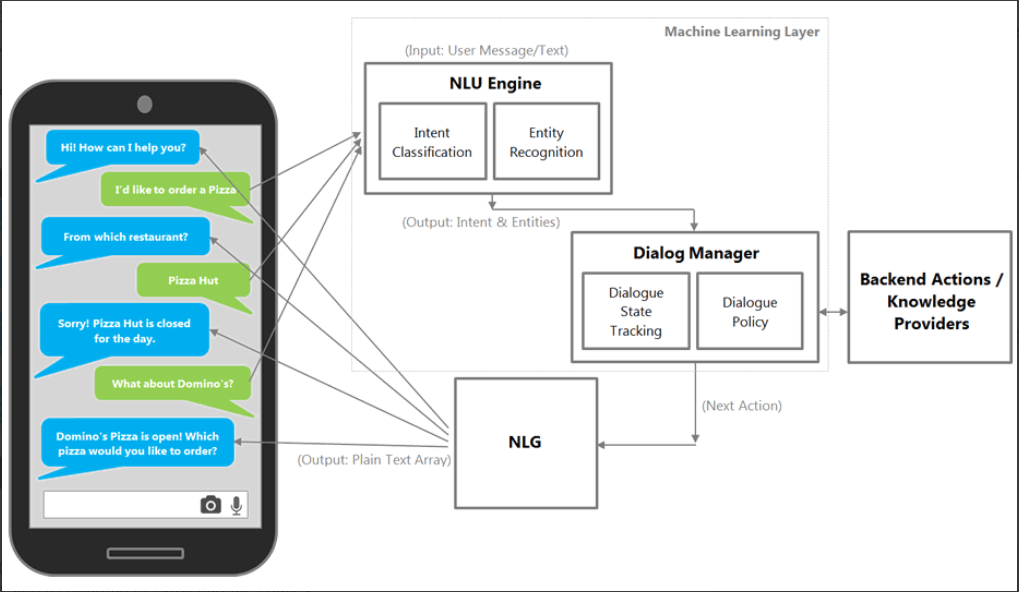 Machine Learning Layer
(Input: User Message/Text)
NLU Engine
Intent
Classification
Entity
Recognition
(Output: Intent & Entities)
Dialog Manager
Dialogue
State
Tracking
Dialogue
Policy
Backend Actions /
Knowledge
Providers
(Next Action)
NLG
(Output: Plain Text Array)
Hi! How can I help you?
I'd like to order a Pizza
From which restaurant?
Pizza Hut
Sorry! Pizza Hut is closed
for the day.
What about Domino's?
Domino's Pizza is open! Which
pizza would you like to order?